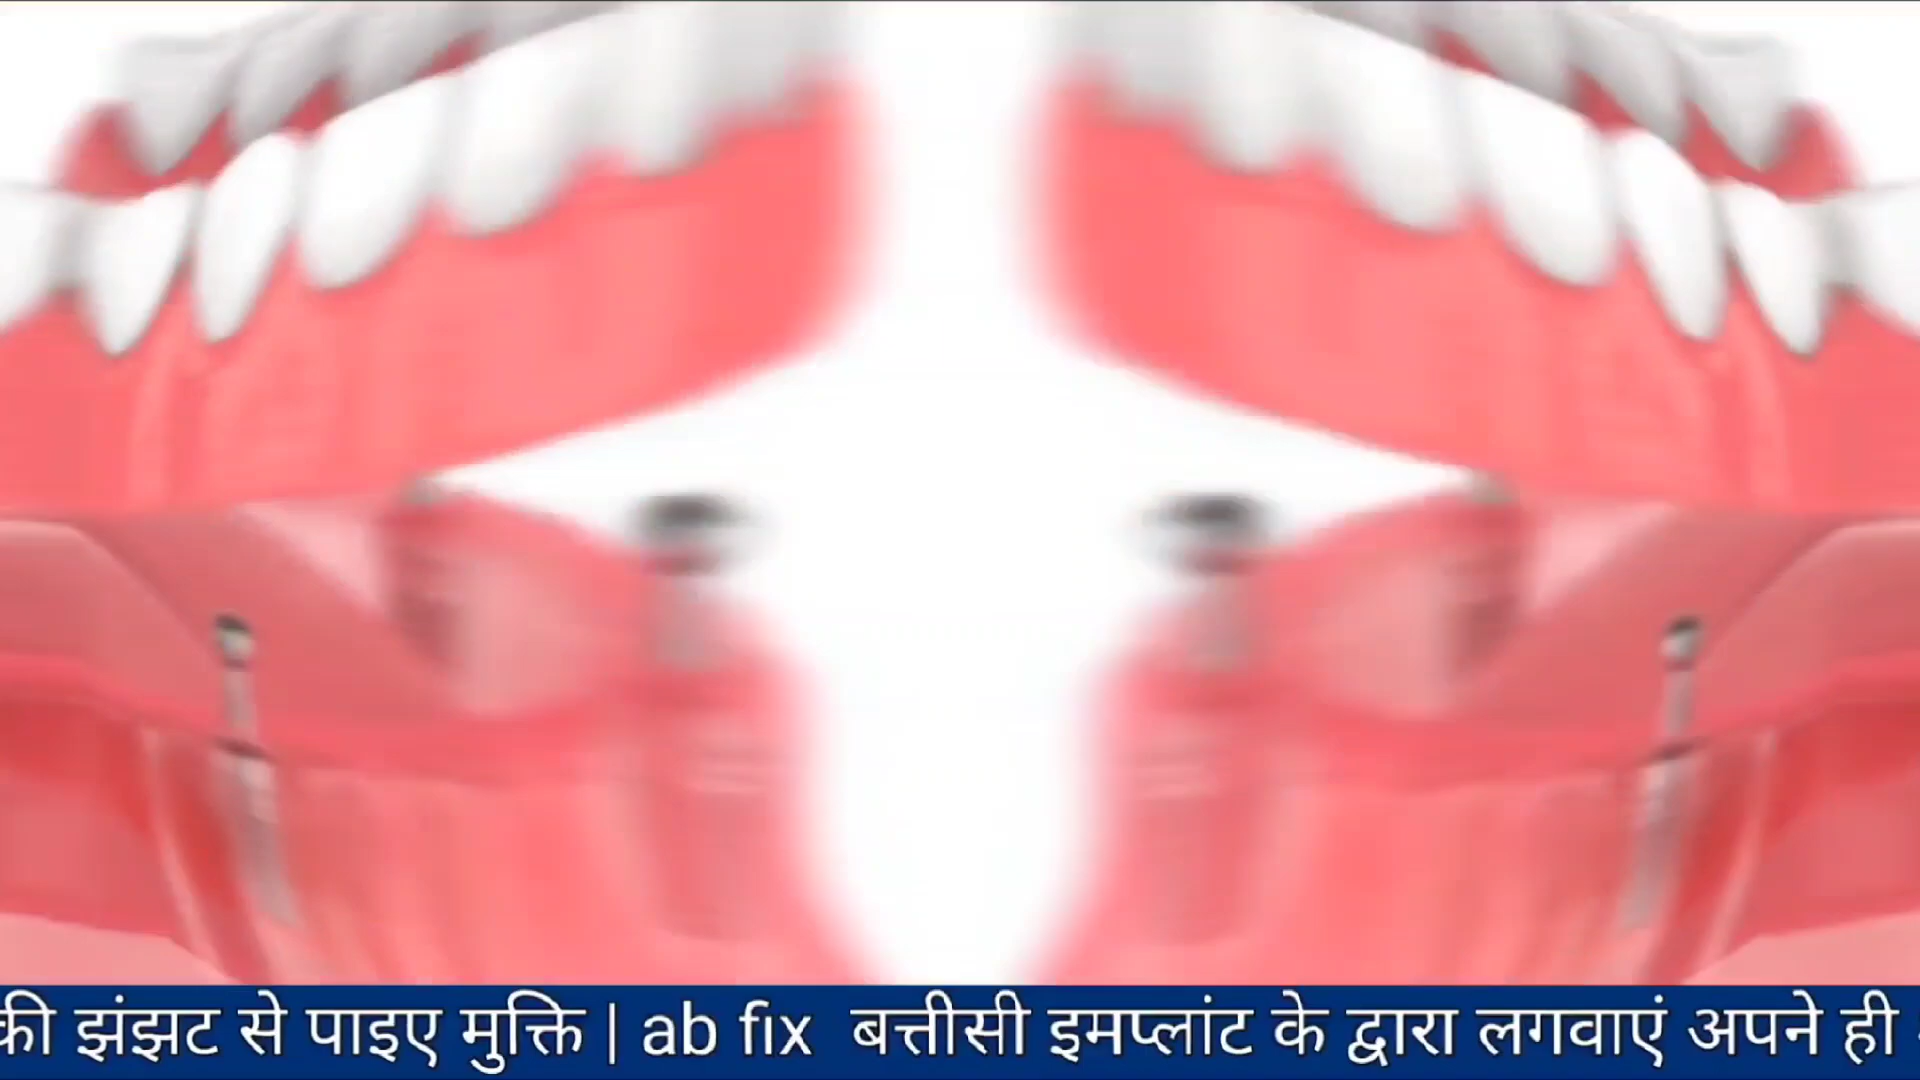 की झंझट से पाइए मुक्ति | ab fix बत्तीसी इमप्लांट के द्वारा लगवाएं अपने ही